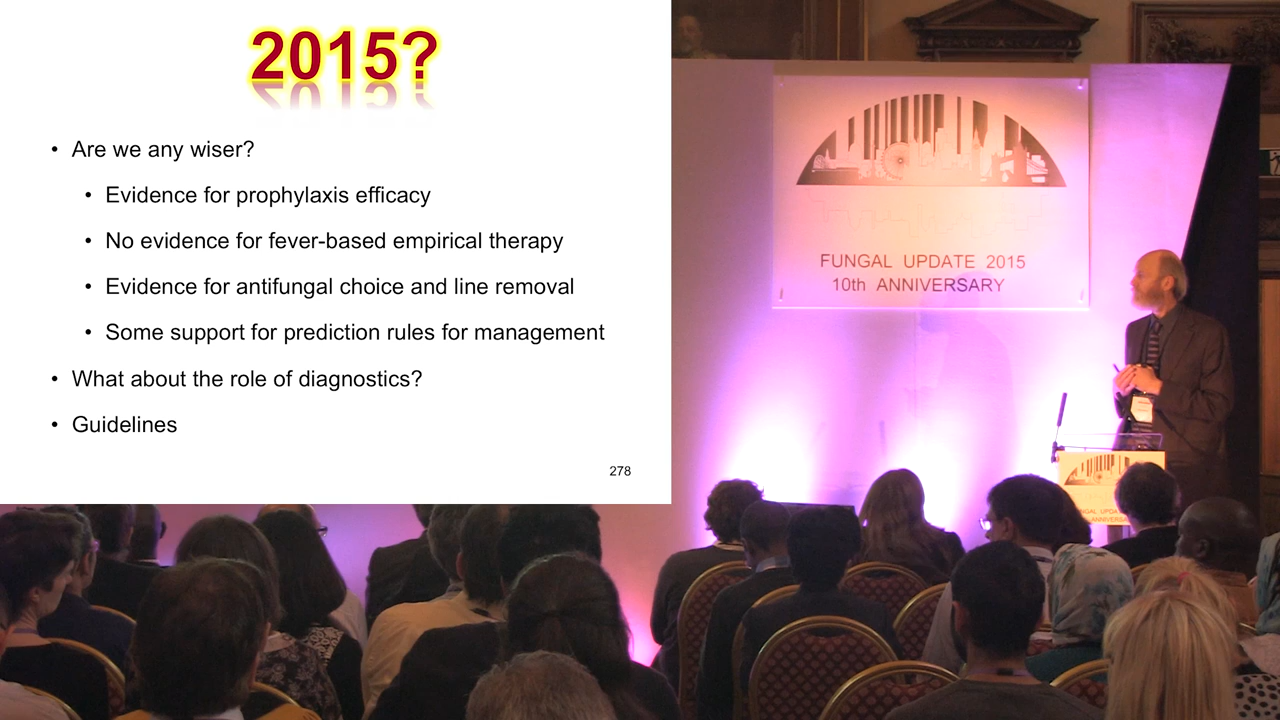 2015?
• Are we any wiser?
• Evidence for prophylaxis efficacy
• No evidence for fever-based empirical therapy
• Evidence for antifungal choice and line removal
• Some support for prediction rules for management
• What about the role of diagnostics?
• Guidelines
278
FUNGAL UPDATE 2015
10th ANNIVERSARY